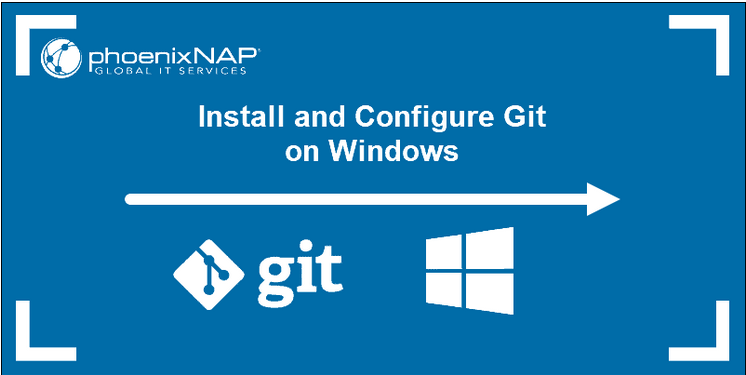 phoenixNAP®
GLOBAL IT SERVICES
Install and Configure Git
on Windows
git